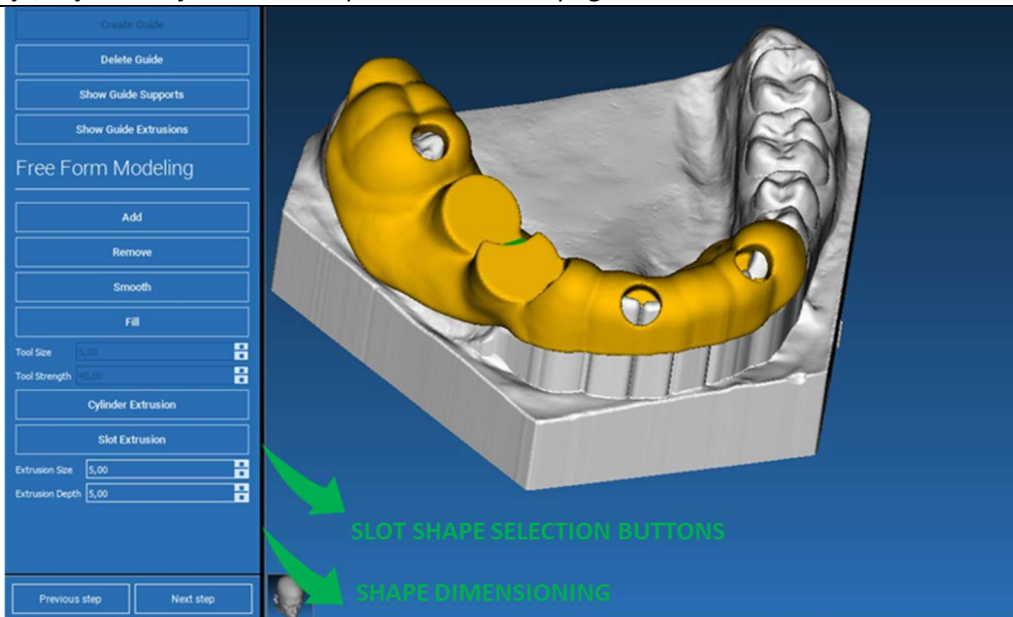 Create Guide
Delete Guide
Show Guide Supports
Show Guide Extrusions
Free Form Modeling
Add
Remove
Smooth
Fill
Tool Size 5,00
Tool Strength 40,00
Cylinder Extrusion
Slot Extrusion
Extrusion Size 5,00
Extrusion Depth 5,00
SLOT SHAPE SELECTION BUTTONS
SHAPE DIMENSIONING
Previous step Next step